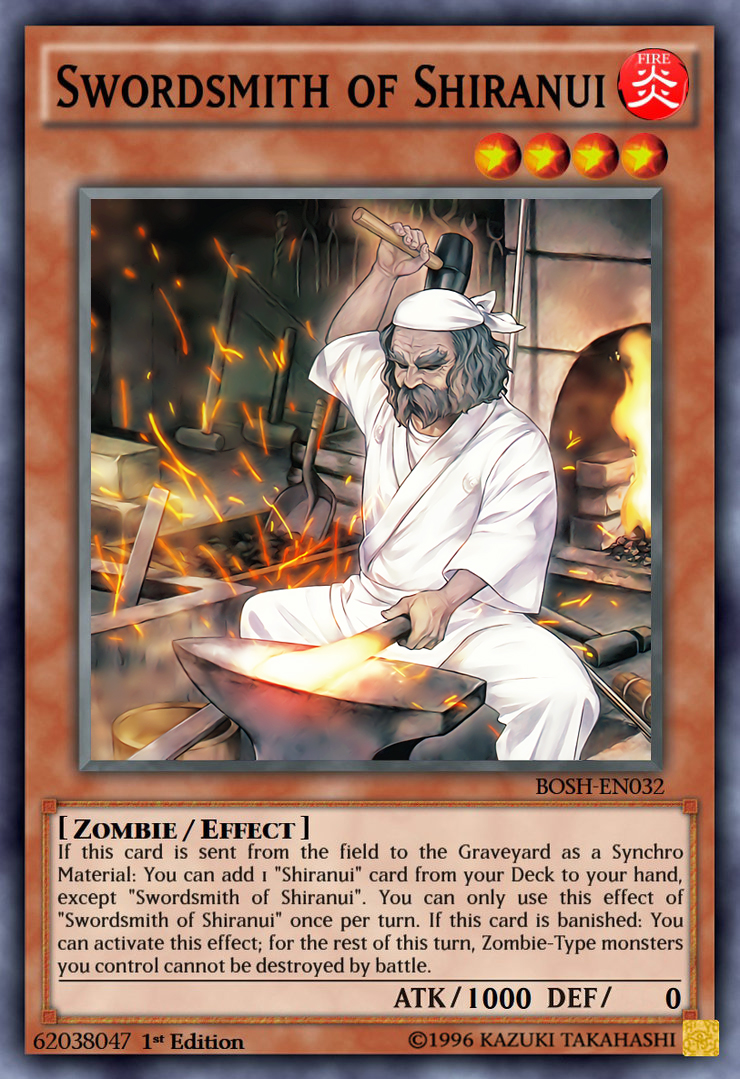 Swordsmith of Shiranui
FIRE
炎
BOSH-EN032
[ Zombie / Effect ]
If this card is sent from the field to the Graveyard as a Synchro
Material: You can add 1 "Shiranui" card from your Deck to your hand,
except "Swordsmith of Shiranui". You can only use this effect of
"Swordsmith of Shiranui" once per turn. If this card is banished: You
can activate this effect; for the rest of this turn, Zombie-Type monsters
you control cannot be destroyed by battle.
ATK / 1000 DEF / 0
62038047 1st Edition ©1996 KAZUKI TAKAHASHI